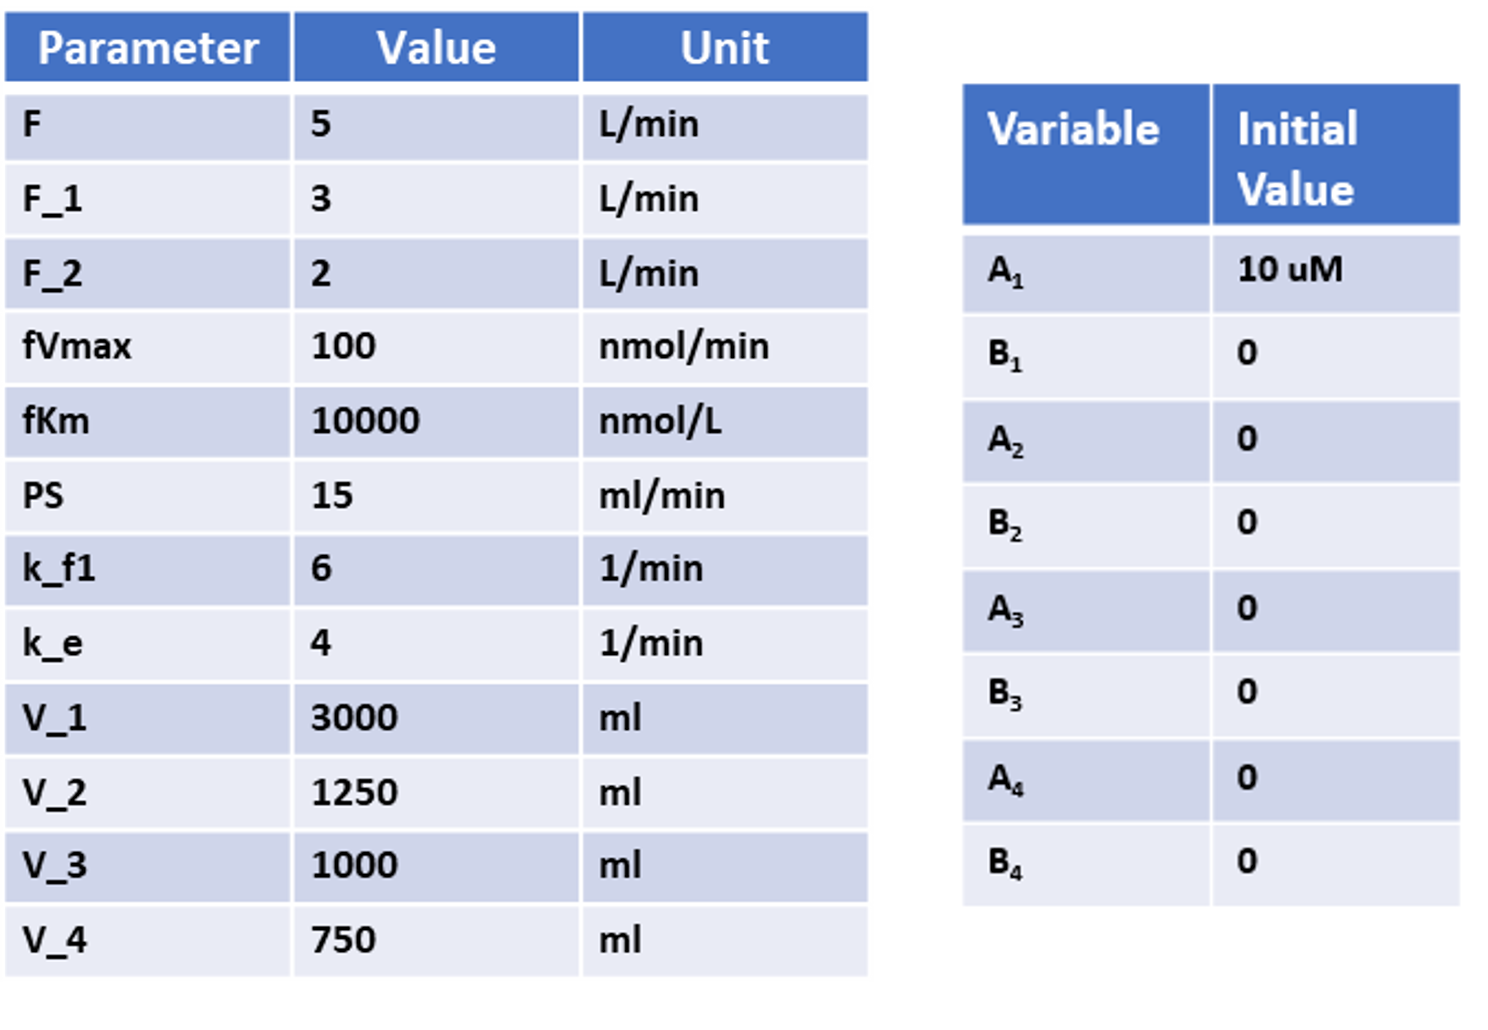 Parameter Value Unit
F 5 L/min
F_1 3 L/min
F_2 2 L/min
fVmax 100 nmol/min
fKm 10000 nmol/L
PS 15 ml/min
k_f1 6 1/min
k_e 4 1/min
V_1 3000 ml
V_2 1250 ml
V_3 1000 ml
V_4 750 ml
Variable Initial
Value
A₁ 10 uM
B₁ 0
A₂ 0
B₂ 0
A₃ 0
B₃ 0
A₄ 0
B₄ 0